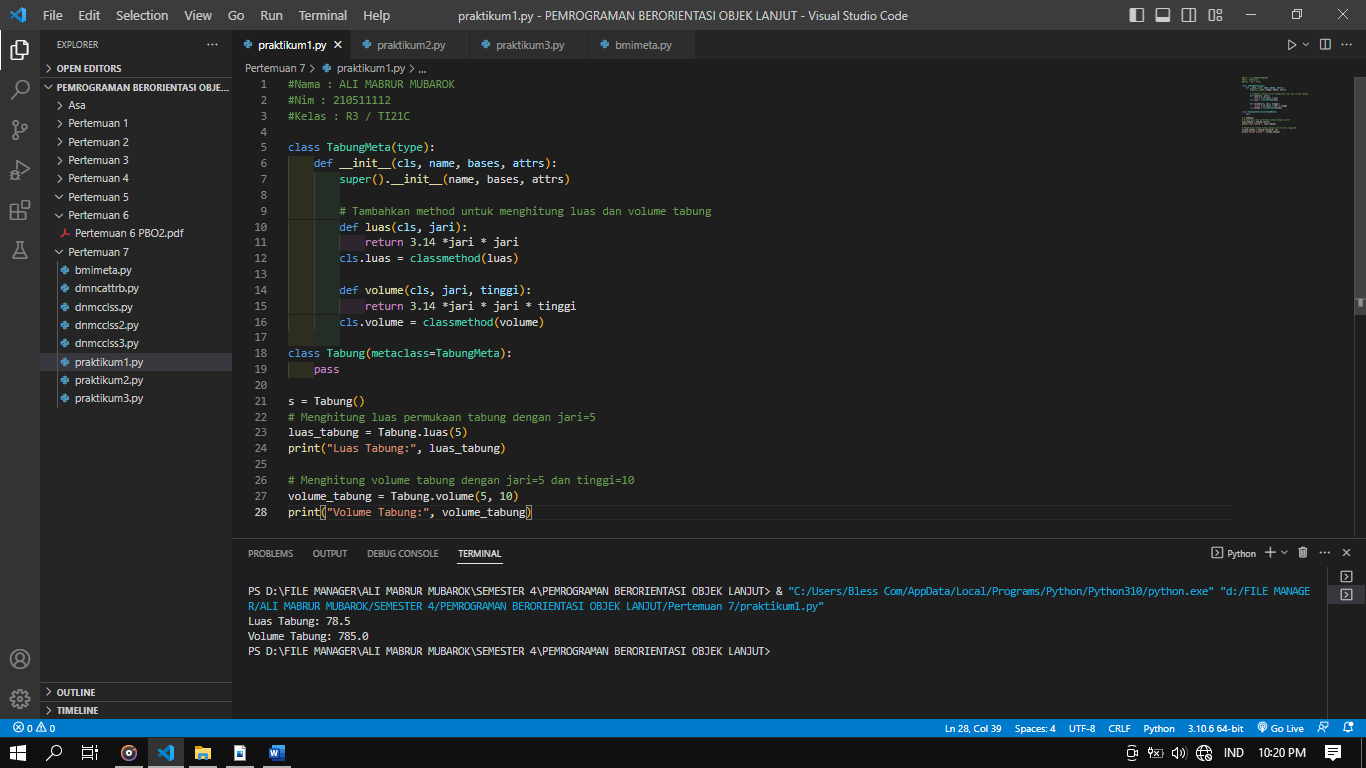 File Edit Selection View Go Run Terminal Help
praktikum1.py - PEMROGRAMAN BERORIENTASI OBJEK LANJUT - Visual Studio Code
EXPLORER
OPEN EDITORS
PEMROGRAMAN BERORIENTASI OBJE...
Asa
Pertemuan 1
Pertemuan 2
Pertemuan 3
Pertemuan 4
Pertemuan 5
Pertemuan 6
Pertemuan 6 PBO2.pdf
Pertemuan 7
bmimeta.py
dmncattrb.py
dnmcclss.py
dnmcclss2.py
dnmcclss3.py
praktikum1.py
praktikum2.py
praktikum3.py
OUTLINE
TIMELINE
praktikum1.py praktikum2.py praktikum3.py bmimeta.py
Pertemuan 7 > praktikum1.py > ...
1 #Nama : ALI MABRUR MUBAROK
2 #Nim : 210511112
3 #Kelas : R3 / TI21C
4
5 class TabungMeta(type):
6 def __init__(cls, name, bases, attrs):
7 super().__init__(name, bases, attrs)
8
9 # Tambahkan method untuk menghitung luas dan volume tabung
10 def luas(cls, jari):
11 return 3.14 *jari * jari
12 cls.luas = classmethod(luas)
13
14 def volume(cls, jari, tinggi):
15 return 3.14 *jari * jari * tinggi
16 cls.volume = classmethod(volume)
17
18 class Tabung(metaclass=TabungMeta):
19 pass
20
21 s = Tabung()
22 # Menghitung luas permukaan tabung dengan jari=5
23 luas_tabung = Tabung.luas(5)
24 print("Luas Tabung:", luas_tabung)
25
26 # Menghitung volume tabung dengan jari=5 dan tinggi=10
27 volume_tabung = Tabung.volume(5, 10)
28 print("Volume Tabung:", volume_tabung)
PROBLEMS OUTPUT DEBUG CONSOLE TERMINAL
Python
PS D:\FILE MANAGER\ALI MABRUR MUBAROK\SEMESTER 4\PEMROGRAMAN BERORIENTASI OBJEK LANJUT> & "C:/Users/Bless Com/AppData/Local/Programs/Python/Python310/python.exe" "d:/FILE MANAGE
R/ALI MABRUR MUBAROK/SEMESTER 4/PEMROGRAMAN BERORIENTASI OBJEK LANJUT/Pertemuan 7/praktikum1.py"
Luas Tabung: 78.5
Volume Tabung: 785.0
PS D:\FILE MANAGER\ALI MABRUR MUBAROK\SEMESTER 4\PEMROGRAMAN BERORIENTASI OBJEK LANJUT>
0 0 Ln 28, Col 39 Spaces: 4 UTF-8 CRLF Python 3.10.6 64-bit Go Live
IND 10:20 PM